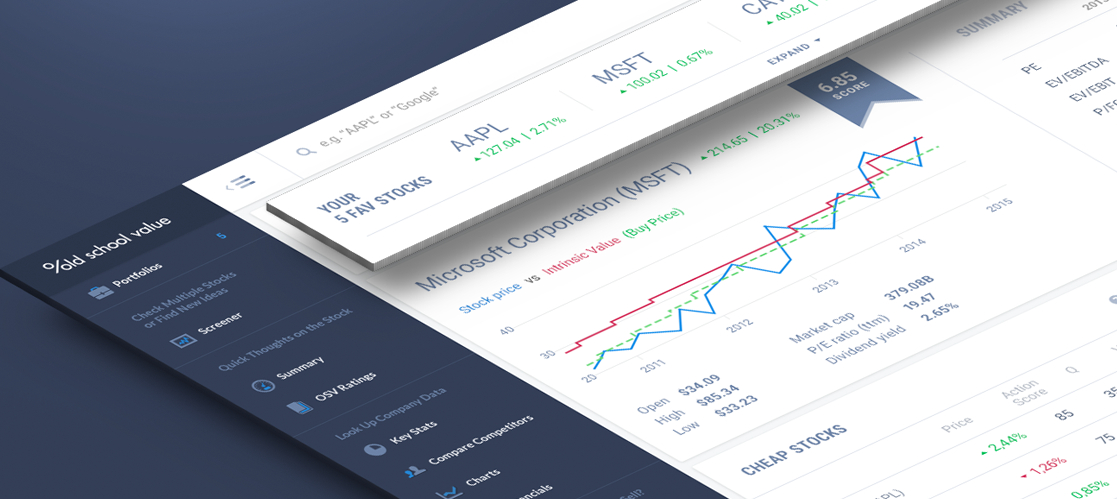 %old school value
Portfolios
5
Check Multiple Stocks
or Find New Ideas
Screener
Quick Thoughts on the Stock
Summary
OSV Ratings
Look Up Company Data
Key Stats
Compare Competitors
Charts
e.g. "AAPL" or "Google"
YOUR
5 FAV STOCKS
AAPL
127.04 | 2.71%
MSFT
100.02 | 0.67%
40.02
EXPAND
Microsoft Corporation (MSFT)
214.65 | 20.31%
6.85
SCORE
Stock price vs Intrinsic Value (Buy Price)
40
30
20
2011
2012
2013
2014
2015
Open $34.09
High $85.34
Low $33.23
Market cap 379.08B
P/E ratio (ttm) 19.47
Dividend yield 2.65%
SUMMARY
PE
EV/EBITDA
EV/EBIT
CHEAP STOCKS
Price
Action
Score
Q
2,44%
85
1,26%
75
0,85%